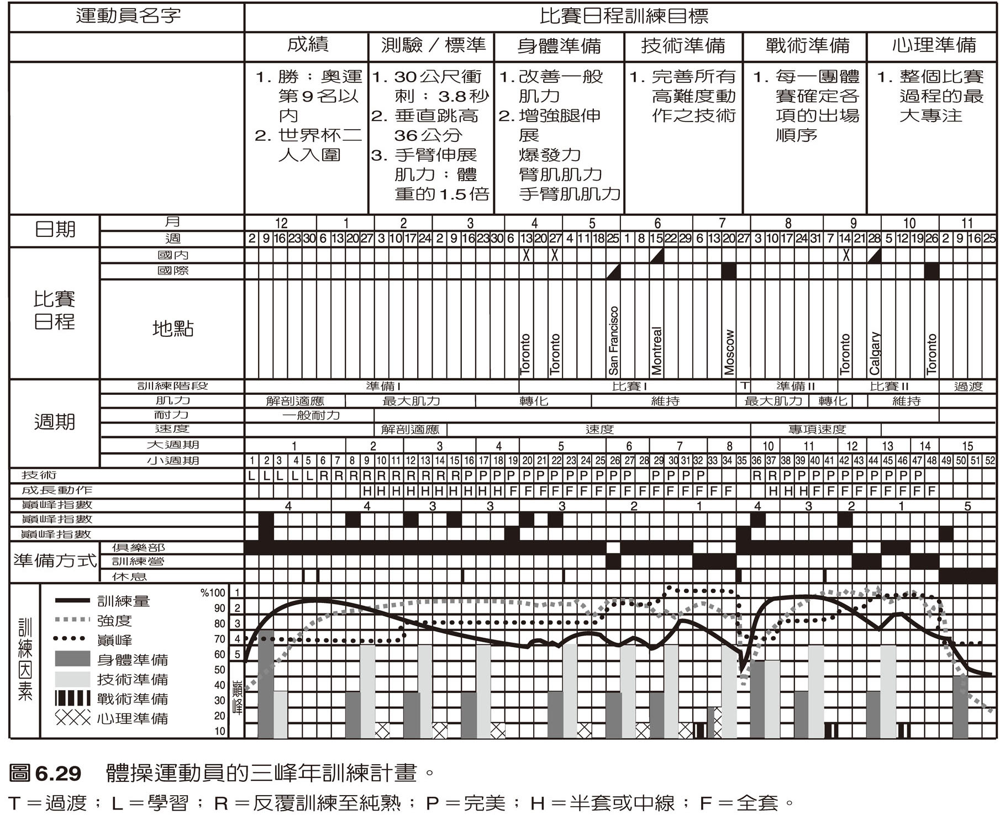 運動員名字 比賽日程訓練目標
成績 測驗／標準 身體準備 技術準備 戰術準備 心理準備
1. 勝；奧運第9名以內
2. 世界杯二人入圍
1. 30公尺衝刺；3.8秒
2. 垂直跳高36公分
3. 手臂伸展肌力；體重的1.5倍
1. 改善一般肌力
2. 增強腿伸展
爆發力
臂肌肌力
手臂肌肌力
1. 完善所有高難度動作之技術
1. 每一團體賽確定各項的出場順序
1. 整個比賽過程的最大專注
日期
月 12 1 2 3 4 5 6 7 8 9 10 11
週 2 9 16 23 30 6 13 20 27 3 10 17 24 2 9 16 23 30 6 13 20 27 4 11 18 25 1 8 15 22 29 6 13 20 27 3 10 17 24 31 7 14 21 28 5 12 19 26 2 9 16 25
比賽日程
國內 X X X
國際
地點 Toronto Toronto San Francisco Montreal Moscow Toronto Calgary Toronto
週期
訓練階段 準備I 比賽I T 準備II 比賽II 過渡
肌力 解剖適應 最大肌力 轉化 維持 最大肌力 轉化 維持
耐力 一般耐力
速度 解剖適應 速度 專項速度
大週期 1 2 3 4 5 6 7 8 10 11 12 13 14 15
小週期 1 2 3 4 5 6 7 8 9 10 11 12 13 14 15 16 17 18 19 20 21 22 23 24 25 26 27 28 29 30 31 32 33 34 35 36 37 38 39 40 41 42 43 44 45 46 47 48 49 50 51 52
技術 L L L L L R R R R R R R R R R P P P P P P P P P P P P P P P P R R P P P P P P P P P P
成長動作 H H H H H H H H H H F F F F F F F F F F F F F F F F H H H F F F F F F F F F
巔峰指數 4 4 3 3 3 2 1 4 3 2 1 5
巔峰指數
巔峰指數
準備方式
俱樂部
訓練營
休息
訓練因素
訓練量
強度
巔峰
身體準備
技術準備
戰術準備
心理準備
%100 1
90 2
80 3
70 4
60 5
50
40
30
20
10
巔峰
圖6.29 體操運動員的三峰年訓練計畫。
T＝過渡；L＝學習；R＝反覆訓練至純熟；P＝完美；H＝半套或中線；F＝全套。